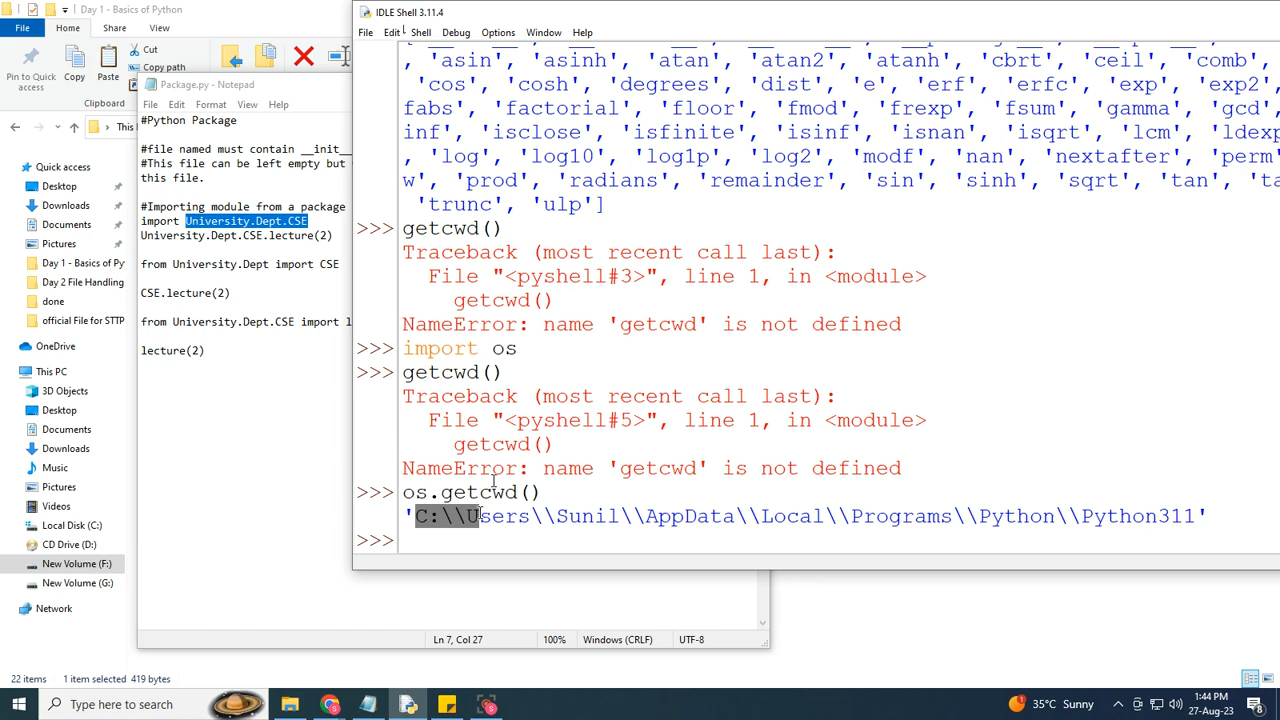 Day 1 - Basics of Python
File Home Share View
Pin to Quick access
Copy
Paste
Cut
Copy path
Clipboard
This
Quick access
Desktop
Downloads
Documents
Pictures
Day 1 - Basics of Py
Day 2 File Handling
done
official File for STTP
OneDrive
This PC
3D Objects
Desktop
Documents
Downloads
Music
Pictures
Videos
Local Disk (C:)
CD Drive (D:)
New Volume (F:)
New Volume (G:)
Network
22 items 1 item selected 419 bytes
Package.py - Notepad
File Edit Format View Help
#Python Package
#file named must contain __init__
#This file can be left empty but
this file.
#Importing module from a package
import University.Dept.CSE
University.Dept.CSE.lecture(2)
from University.Dept import CSE
CSE.lecture(2)
from University.Dept.CSE import l
lecture(2)
Ln 7, Col 27 100% Windows (CRLF) UTF-8
IDLE Shell 3.11.4
File Edit Shell Debug Options Window Help
, 'asin', 'asinh', 'atan', 'atan2', 'atanh', 'cbrt', 'ceil', 'comb',
'cos', 'cosh', 'degrees', 'dist', 'e', 'erf', 'erfc', 'exp', 'exp2'
fabs', 'factorial', 'floor', 'fmod', 'frexp', 'fsum', 'gamma', 'gcd'
inf', 'isclose', 'isfinite', 'isinf', 'isnan', 'isqrt', 'lcm', 'ldexp
, 'log', 'log10', 'log1p', 'log2', 'modf', 'nan', 'nextafter', 'perm'
w', 'prod', 'radians', 'remainder', 'sin', 'sinh', 'sqrt', 'tan', 'ta
'trunc', 'ulp']
>>> getcwd()
Traceback (most recent call last):
File "<pyshell#3>", line 1, in <module>
getcwd()
NameError: name 'getcwd' is not defined
>>> import os
>>> getcwd()
Traceback (most recent call last):
File "<pyshell#5>", line 1, in <module>
getcwd()
NameError: name 'getcwd' is not defined
>>> os.getcwd()
'C:\\Users\\Sunil\\AppData\\Local\\Programs\\Python\\Python311'
>>>
Type here to search
35°C Sunny
1:44 PM
27-Aug-23